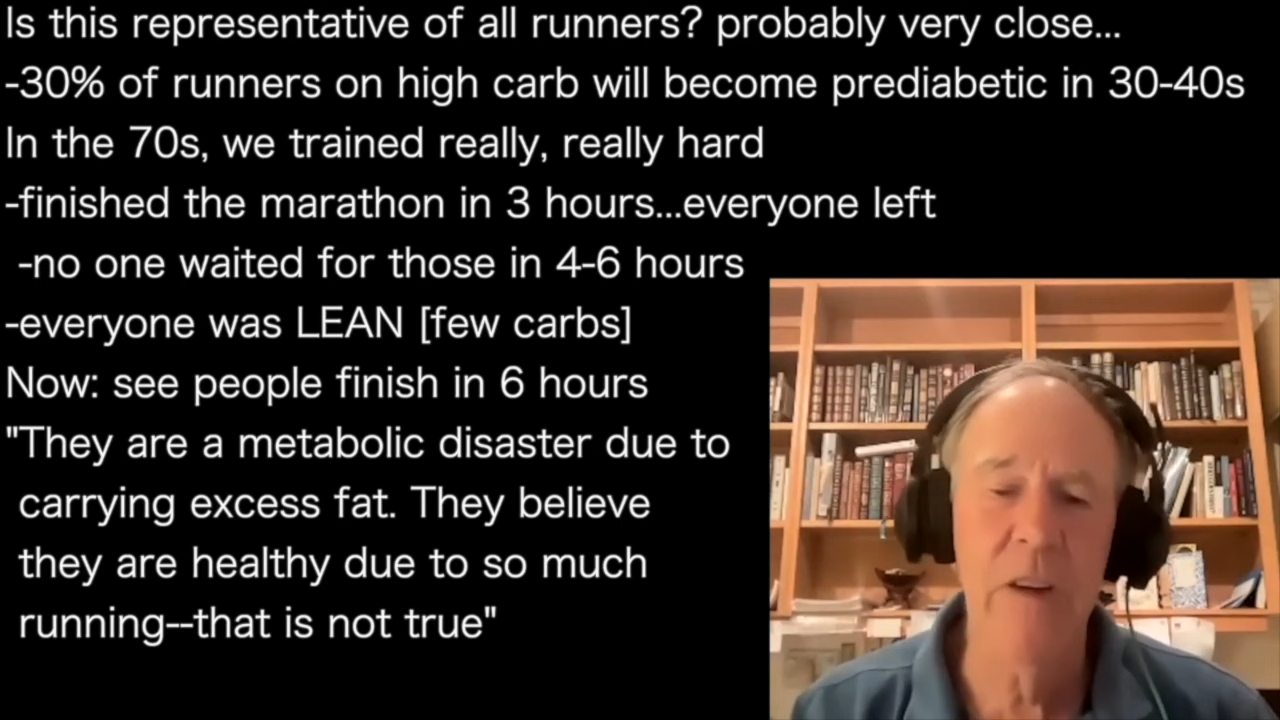 Is this representative of all runners? probably very close...
-30% of runners on high carb will become prediabetic in 30-40s
In the 70s, we trained really, really hard
-finished the marathon in 3 hours...everyone left
-no one waited for those in 4-6 hours
-everyone was LEAN [few carbs]
Now: see people finish in 6 hours
"They are a metabolic disaster due to
carrying excess fat. They believe
they are healthy due to so much
running--that is not true"